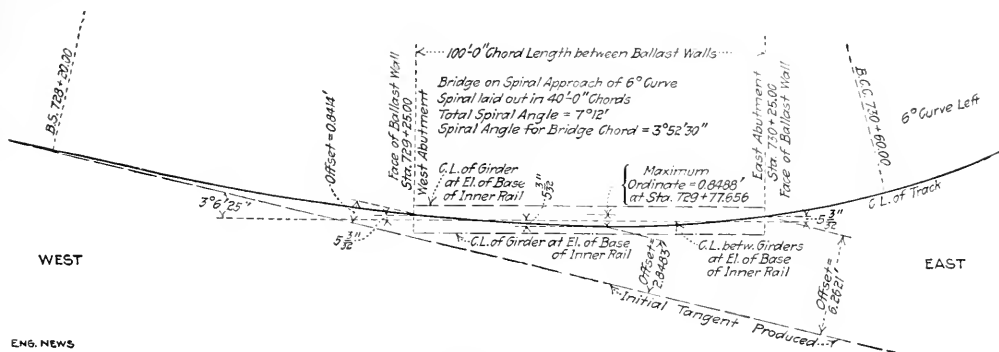 B.S. 728 + 20.00
Offset = 0.844'
Face of Ballast Wall
Sta. 729 + 25.00
West Abutment
100'-0" Chord Length between Ballast Walls
Bridge on Spiral Approach of 6° Curve
Spiral laid out in 40'-0" Chords
Total Spiral Angle = 7°12'
Spiral Angle for Bridge Chord = 3°52'30"
East Abutment
Sta. 730 + 25.00
Face of Ballast Wall
B.C.C. 730 + 60.00
6° Curve Left
C.L. of Track
C.L. of Girder
at El. of Base
of Inner Rail
5 3/32"
Maximum
Ordinate = 0.8488'
at Sta. 729 + 77.656
3°6'25"
5 3/32"
C.L. of Girder at El. of Base
of Inner Rail
Offset =
2.8483'
C.L. betw. Girders
at El. of Base
of Inner Rail
5 3/32"
Offset =
6.2621'
WEST
EAST
Initial Tangent Produced
ENG. NEWS